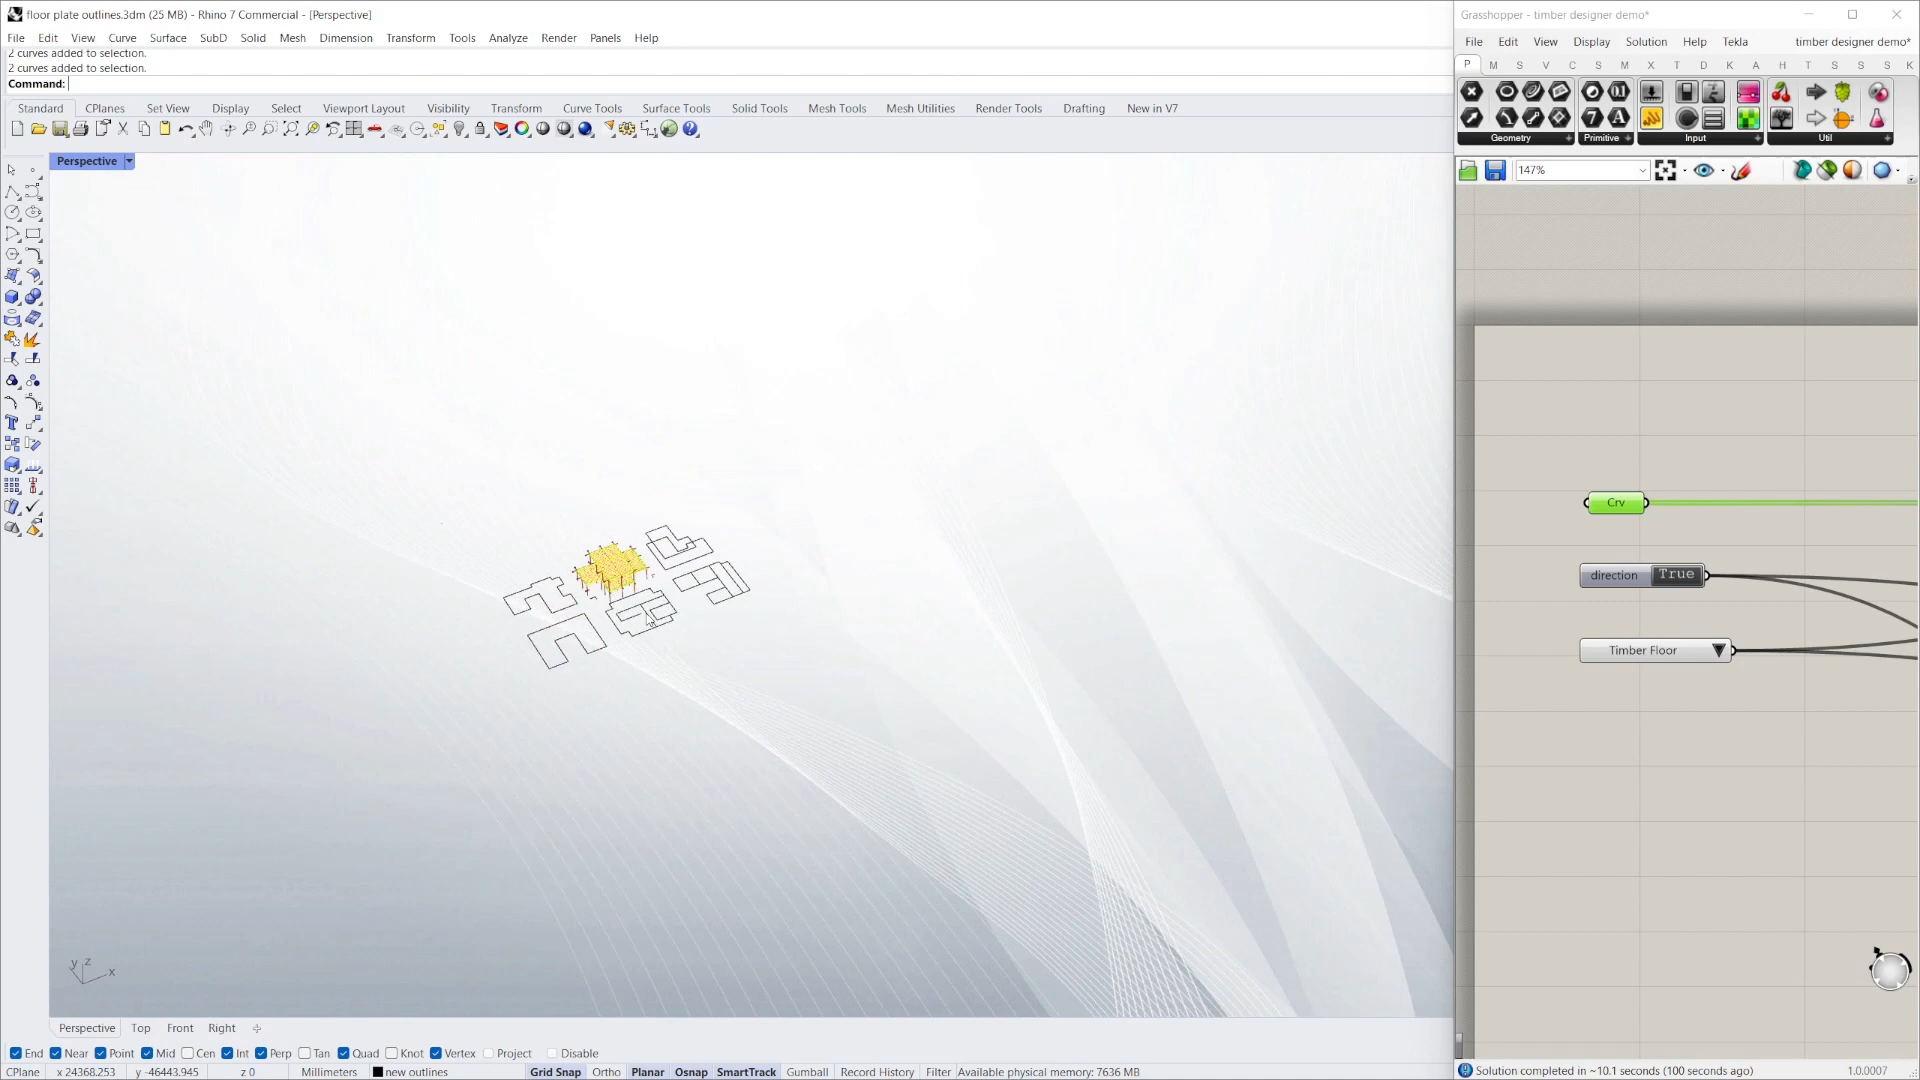 floor plate outlines.3dm (25 MB) - Rhino 7 Commercial - [Perspective]
File Edit View Curve Surface SubD Solid Mesh Dimension Transform Tools Analyze Render Panels Help
2 curves added to selection.
2 curves added to selection.
Command:
Standard CPlanes Set View Display Select Viewport Layout Visibility Transform Curve Tools Surface Tools Solid Tools Mesh Tools Mesh Utilities Render Tools Drafting New in V7
Perspective
y z x
Perspective Top Front Right
End Near Point Mid Cen Int Perp Tan Quad Knot Vertex Project Disable
CPlane x 24368.253 y -46443.945 z 0 Millimeters new outlines Grid Snap Ortho Planar Osnap SmartTrack Gumball Record History Filter Available physical memory: 7636 MB
Grasshopper - timber designer demo*
File Edit View Display Solution Help Tekla timber designer demo*
P M S V C S M X T D K A H T S S S K
Geometry Primitive Input Util
147%
Crv
direction True
Timber Floor
Solution completed in ~10.1 seconds (100 seconds ago) 1.0.0007